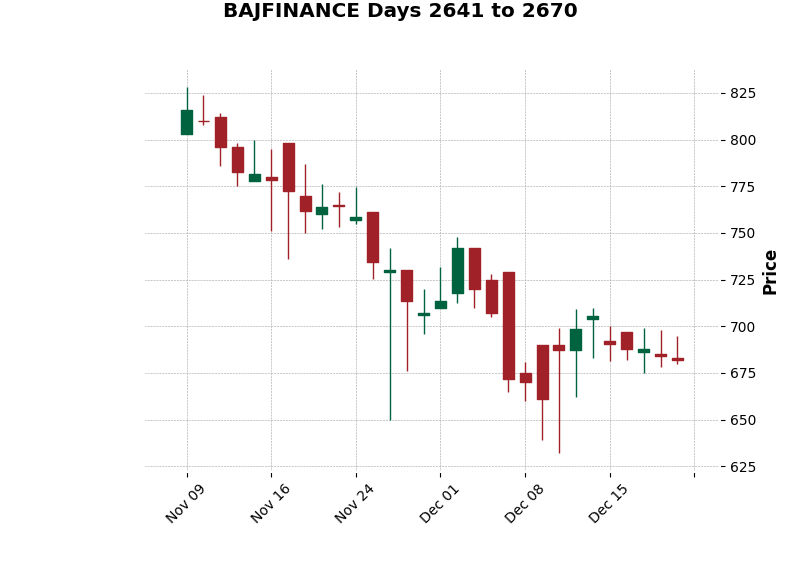 BAJFINANCE Days 2641 to 2670
825
800
775
750
725
700
675
650
625
Price
Nov 09
Nov 16
Nov 24
Dec 01
Dec 08
Dec 15